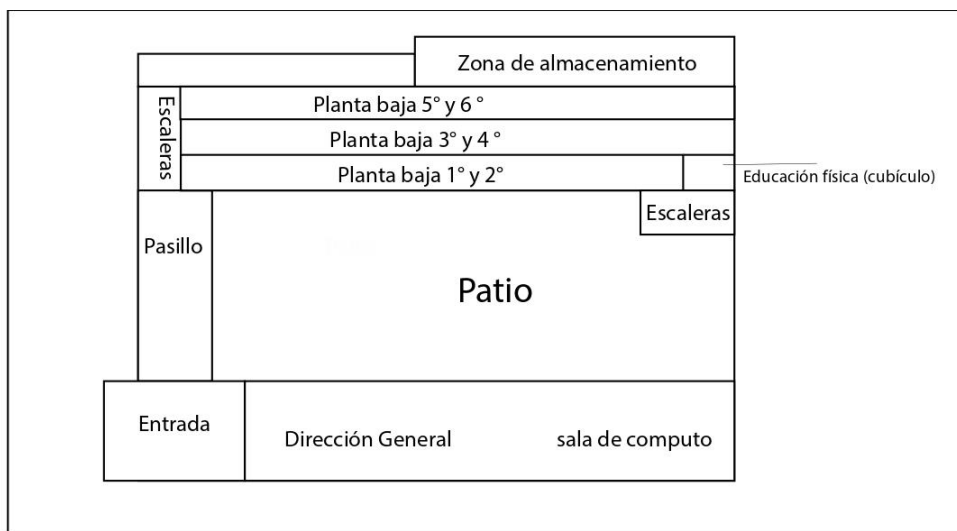 Zona de almacenamiento
Escaleras
Planta baja 5° y 6 °
Planta baja 3° y 4 °
Planta baja 1° y 2°
Educación física (cubículo)
Escaleras
Pasillo
Patio
Entrada
Dirección General
sala de computo